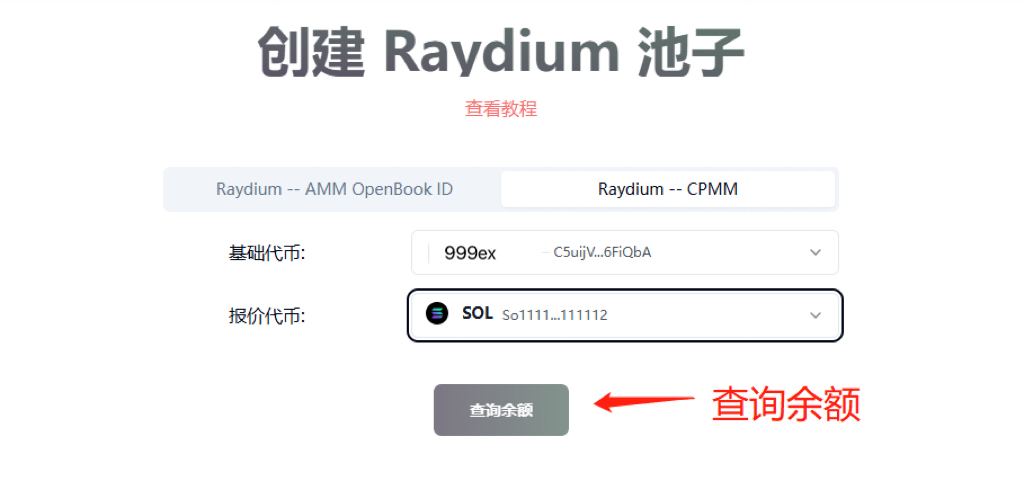 创建 Raydium 池子
查看教程
Raydium -- AMM OpenBook ID
Raydium -- CPMM
基础代币:
999ex
C5uijV...6FiQbA
报价代币:
SOL So1111...111112
查询余额
查询余额